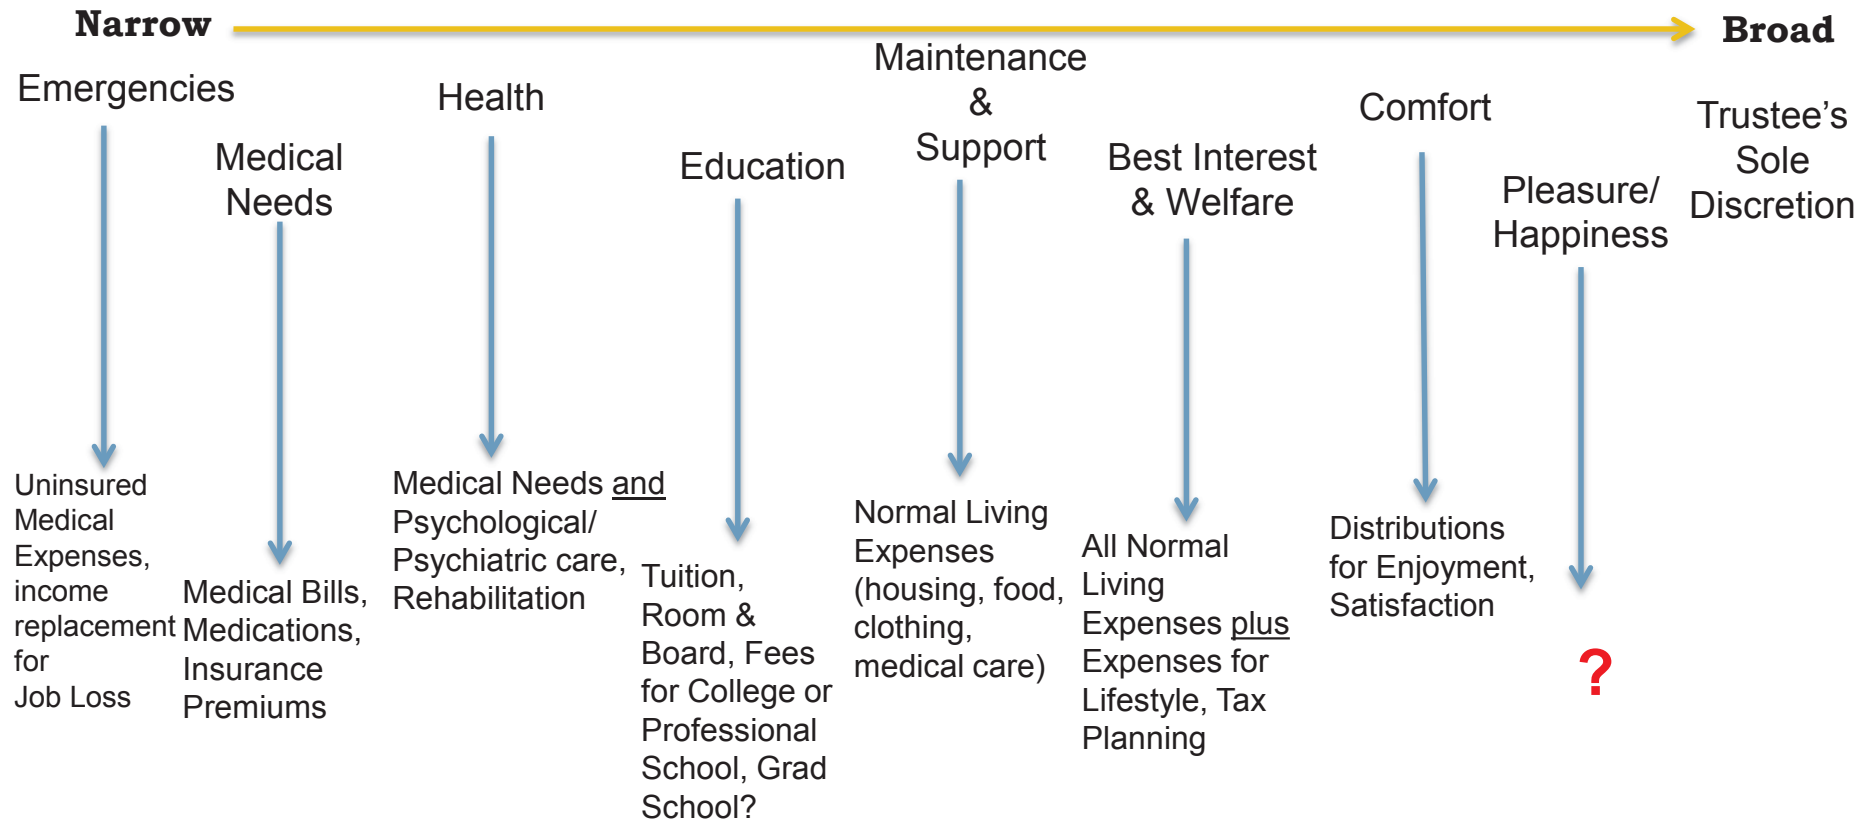 Narrow
Broad
Emergencies
Uninsured
Medical
Expenses,
income
replacement
for
Job Loss
Medical
Needs
Medical Bills,
Medications,
Insurance
Premiums
Health
Medical Needs and
Psychological/
Psychiatric care,
Rehabilitation
Education
Tuition,
Room &
Board, Fees
for College or
Professional
School, Grad
School?
Maintenance
&
Support
Normal Living
Expenses
(housing, food,
clothing,
medical care)
Best Interest
& Welfare
All Normal
Living
Expenses plus
Expenses for
Lifestyle, Tax
Planning
Comfort
Distributions
for Enjoyment,
Satisfaction
Pleasure/
Happiness
?
Trustee’s
Sole
Discretion